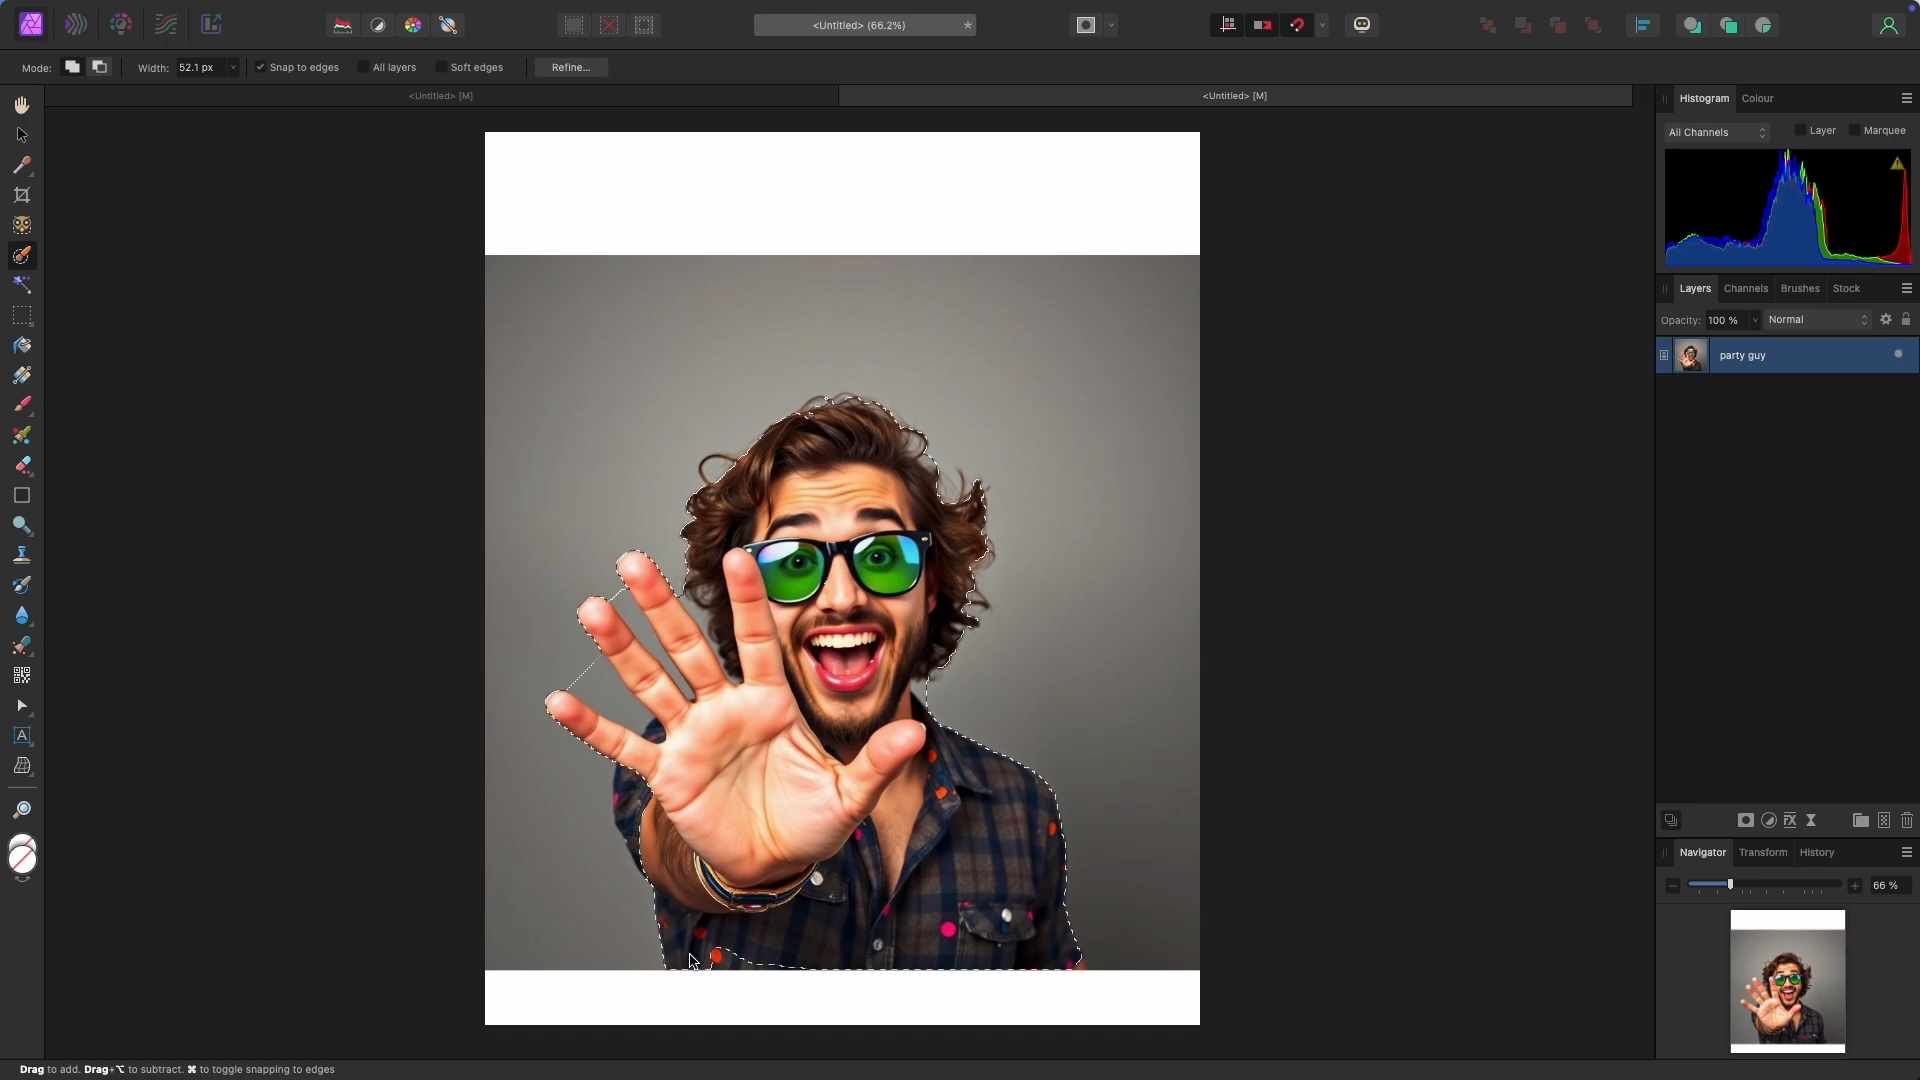 <Untitled> (66.2%)
*
Mode:
Width: 52.1 px
Snap to edges
All layers
Soft edges
Refine...
<Untitled> [M]
<Untitled> [M]
Histogram
Colour
All Channels
Layer
Marquee
Layers
Channels
Brushes
Stock
Opacity: 100 %
Normal
party guy
fx
Navigator
Transform
History
66 %
A
Drag to add. Drag+⌥ to subtract. ⌘ to toggle snapping to edges